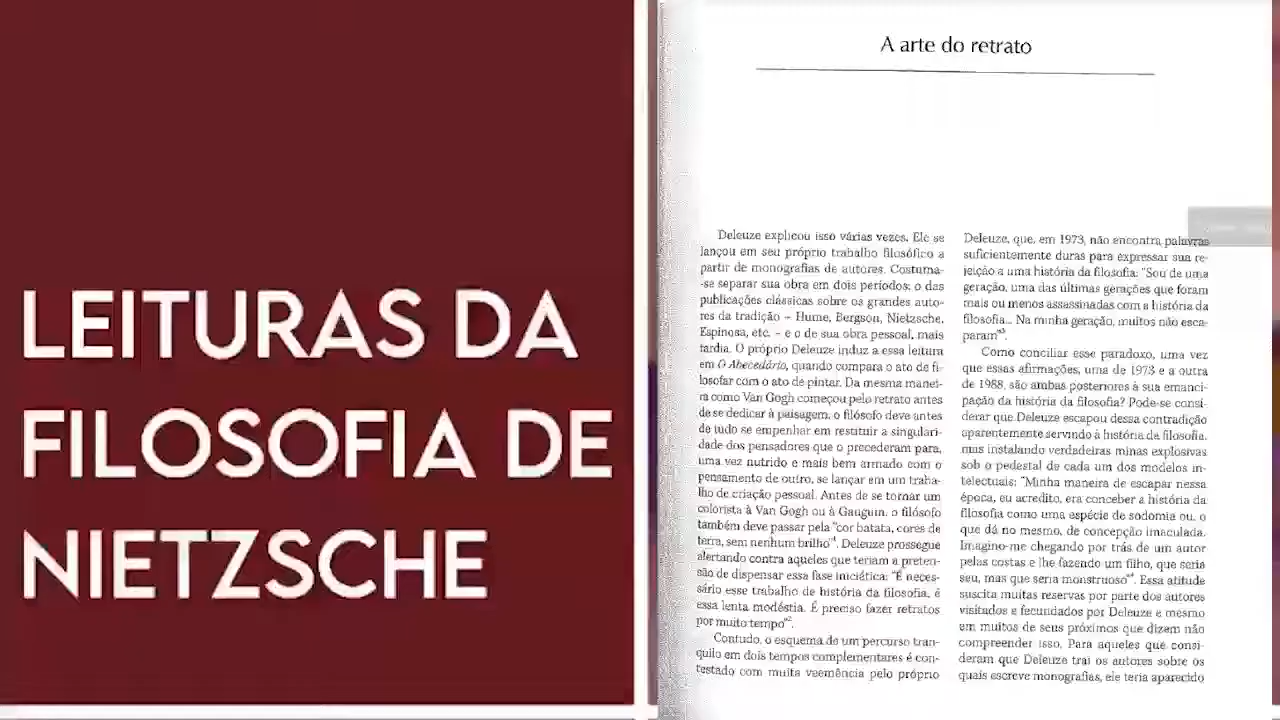 LEITURAS DA
FILOSOFIA DE
NIETZSCHE
A arte do retrato
Deleuze explicou isso várias vezes. Ele se
lançou em seu próprio trabalho filosófico a
partir de monografias de autores. Costuma-
-se separar sua obra em dois períodos: o das
publicações clássicas sobre os grandes auto-
res da tradição – Hume, Bergson, Nietzsche,
Espinosa, etc. – e o de sua obra pessoal, mais
tardia. O próprio Deleuze induz a essa leitura
em O Abecedário, quando compara o ato de fi-
losofar com o ato de pintar. Da mesma manei-
ra como Van Gogh começou pelo retrato antes
de se dedicar à paisagem, o filósofo deve antes
de tudo se empenhar em restituir a singulari-
dade dos pensadores que o precederam para,
uma vez nutrido e mais bem armado com o
pensamento de outro, se lançar em um traba-
lho de criação pessoal. Antes de se tornar um
colorista à Van Gogh ou à Gauguin, o filósofo
também deve passar pela “cor batata, cores de
terra, sem nenhum brilho”1. Deleuze prossegue
alertando contra aqueles que teriam a preten-
são de dispensar essa fase iniciática: “É neces-
sário esse trabalho de história da filosofia, é
essa lenta modéstia. É preciso fazer retratos
por muito tempo”2.
Contudo, o esquema de um percurso tran-
quilo em dois tempos complementares é con-
testado com muita veemência pelo próprio
Deleuze, que, em 1973, não encontra palavras
suficientemente duras para expressar sua re-
jeição a uma história da filosofia: “Sou de uma
geração, uma das últimas gerações que foram
mais ou menos assassinadas com a história da
filosofia... Na minha geração, muitos não esca-
param”3.
Como conciliar esse paradoxo, uma vez
que essas afirmações, uma de 1973 e a outra
de 1988, são ambas posteriores à sua emanci-
pação da história da filosofia? Pode-se consi-
derar que Deleuze escapou dessa contradição
aparentemente servindo à história da filosofia,
mas instalando verdadeiras minas explosivas
sob o pedestal de cada um dos modelos in-
telectuais: “Minha maneira de escapar nessa
época, eu acredito, era conceber a história da
filosofia como uma espécie de sodomia ou, o
que dá no mesmo, de concepção imaculada.
Imagino-me chegando por trás de um autor
pelas costas e lhe fazendo um filho, que seria
seu, mas que seria monstruoso”4. Essa atitude
suscita muitas reservas por parte dos autores
visitados e fecundados por Deleuze e mesmo
em muitos de seus próximos que dizem não
compreender isso. Para aqueles que consi-
deram que Deleuze trai os autores sobre os
quais escreve monografias, ele teria aparecido